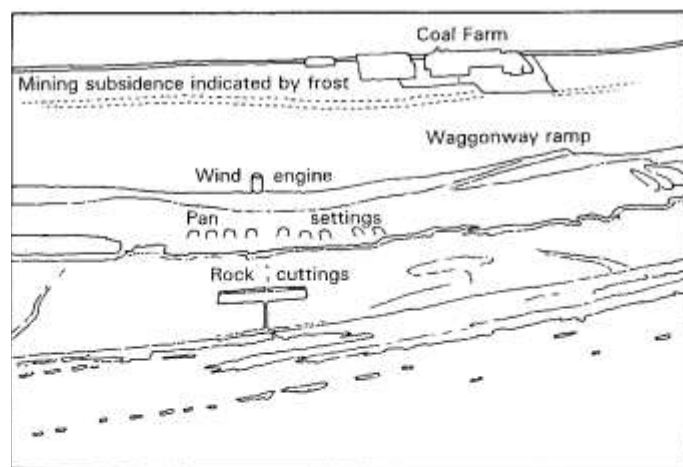 Coal Farm
Mining subsidence indicated by frost
Waggonway ramp
Wind engine
Pan settings
Rock cuttings